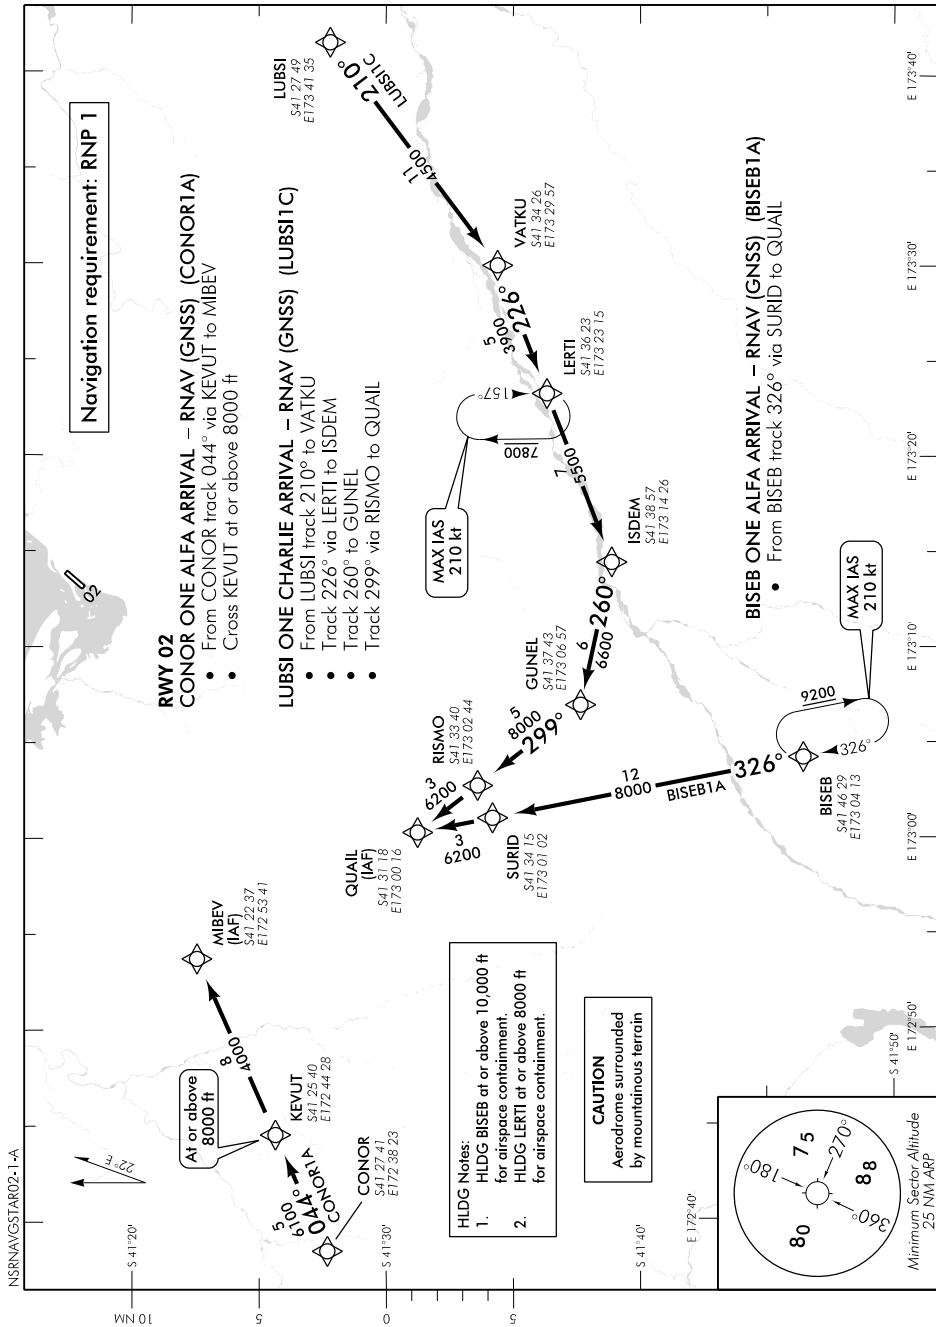 NSRNAVGSTAR02-1-A
Navigation requirement: RNP 1
RWY 02
CONOR ONE ALFA ARRIVAL – RNAV (GNSS) (CONOR1A)
• From CONOR track 044° via KEVUT to MIBEV
• Cross KEVUT at or above 8000 ft
LUBSI ONE CHARLIE ARRIVAL – RNAV (GNSS) (LUBSI1C)
• From LUBSI track 210° to VATKU
• Track 226° via LERTI to ISDEM
• Track 260° to GUNEL
• Track 299° via RISMO to QUAIL
BISEB ONE ALFA ARRIVAL – RNAV (GNSS) (BISEB1A)
• From BISEB track 326° via SURID to QUAIL
02
22°E
LUBSI
S41 27 49
E173 41 35
210°
LUBSI1C
11
4500
VATKU
S41 34 26
E173 29 57
226°
5
3900
LERTI
S41 36 23
E173 23 15
157°
7800
MAX IAS
210 kt
7
5500
ISDEM
S41 38 57
E173 14 26
260°
6
6600
GUNEL
S41 37 43
E173 06 57
299°
5
8000
RISMO
S41 33 40
E173 02 44
3
6200
QUAIL
(IAF)
S41 31 18
E173 00 16
3
6200
SURID
S41 34 15
E173 01 02
12
8000
BISEB1A
326°
BISEB
S41 46 29
E173 04 13
326°
9200
MAX IAS
210 kt
MIBEV
(IAF)
S41 22 37
E172 53 41
8
4000
At or above
8000 ft
KEVUT
S41 25 40
E172 44 28
5
6100
044°
CONOR1A
CONOR
S41 27 41
E172 38 23
HLDG Notes:
1. HLDG BISEB at or above 10,000 ft
for airspace containment.
2. HLDG LERTI at or above 8000 ft
for airspace containment.
CAUTION
Aerodrome surrounded
by mountainous terrain
180°
270°
360°
75
88
80
Minimum Sector Altitude
25 NM ARP
S 41°20'
S 41°30'
S 41°40'
S 41°50'
E 172°40'
E 172°50'
E 173°00'
E 173°10'
E 173°20'
E 173°30'
E 173°40'
10 NM
5
0
5